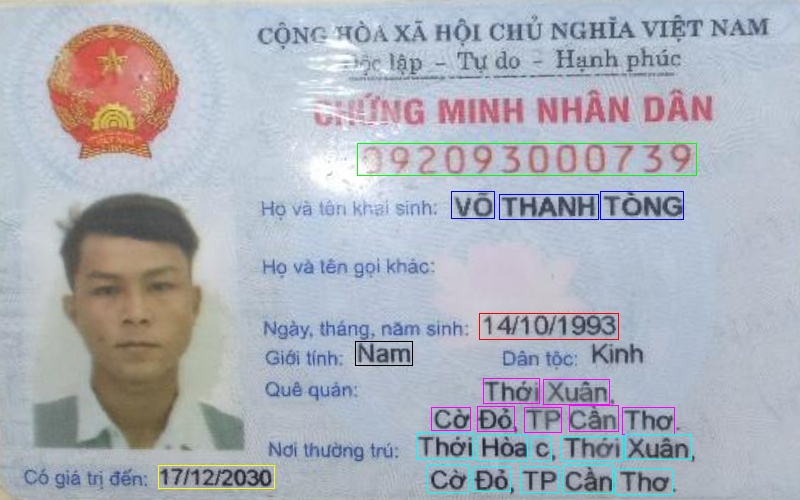 CỘNG HÒA XÃ HỘI CHỦ NGHĨA VIỆT NAM
Độc lập - Tự do - Hạnh phúc
CHỨNG MINH NHÂN DÂN
092093000739
Họ và tên khai sinh: VÕ THANH TÒNG
Họ và tên gọi khác:
Ngày, tháng, năm sinh: 14/10/1993
Giới tính: Nam Dân tộc: Kinh
Quê quán: Thới Xuân,
Cờ Đỏ, TP Cần Thơ.
Nơi thường trú: Thới Hòa c, Thới Xuân,
Cờ Đỏ, TP Cần Thơ.
Có giá trị đến: 17/12/2030